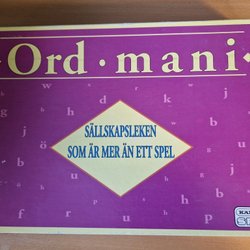 Ord · mani ·
SÄLLSKAPSLEKEN
SOM ÄR MER ÄN ETT SPEL